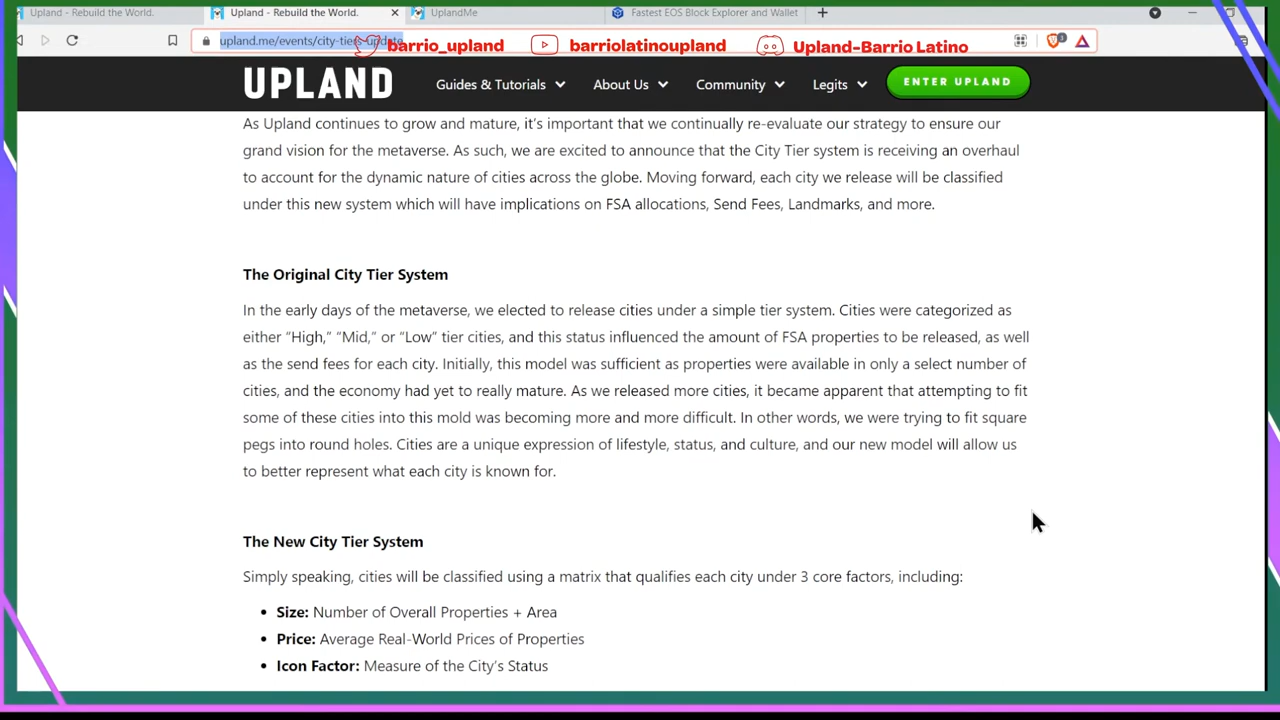 Upland - Rebuild the World.
Upland - Rebuild the World.
UplandMe
Fastest EOS Block Explorer and Wallet
upland.me/events/city-tiers-update
barrio_upland
barriolatinoupland
Upland-Barrio Latino
UPLAND
Guides & Tutorials
About Us
Community
Legits
ENTER UPLAND
As Upland continues to grow and mature, it’s important that we continually re-evaluate our strategy to ensure our
grand vision for the metaverse. As such, we are excited to announce that the City Tier system is receiving an overhaul
to account for the dynamic nature of cities across the globe. Moving forward, each city we release will be classified
under this new system which will have implications on FSA allocations, Send Fees, Landmarks, and more.
The Original City Tier System
In the early days of the metaverse, we elected to release cities under a simple tier system. Cities were categorized as
either “High,” “Mid,” or “Low” tier cities, and this status influenced the amount of FSA properties to be released, as well
as the send fees for each city. Initially, this model was sufficient as properties were available in only a select number of
cities, and the economy had yet to really mature. As we released more cities, it became apparent that attempting to fit
some of these cities into this mold was becoming more and more difficult. In other words, we were trying to fit square
pegs into round holes. Cities are a unique expression of lifestyle, status, and culture, and our new model will allow us
to better represent what each city is known for.
The New City Tier System
Simply speaking, cities will be classified using a matrix that qualifies each city under 3 core factors, including:
• Size: Number of Overall Properties + Area
• Price: Average Real-World Prices of Properties
• Icon Factor: Measure of the City’s Status